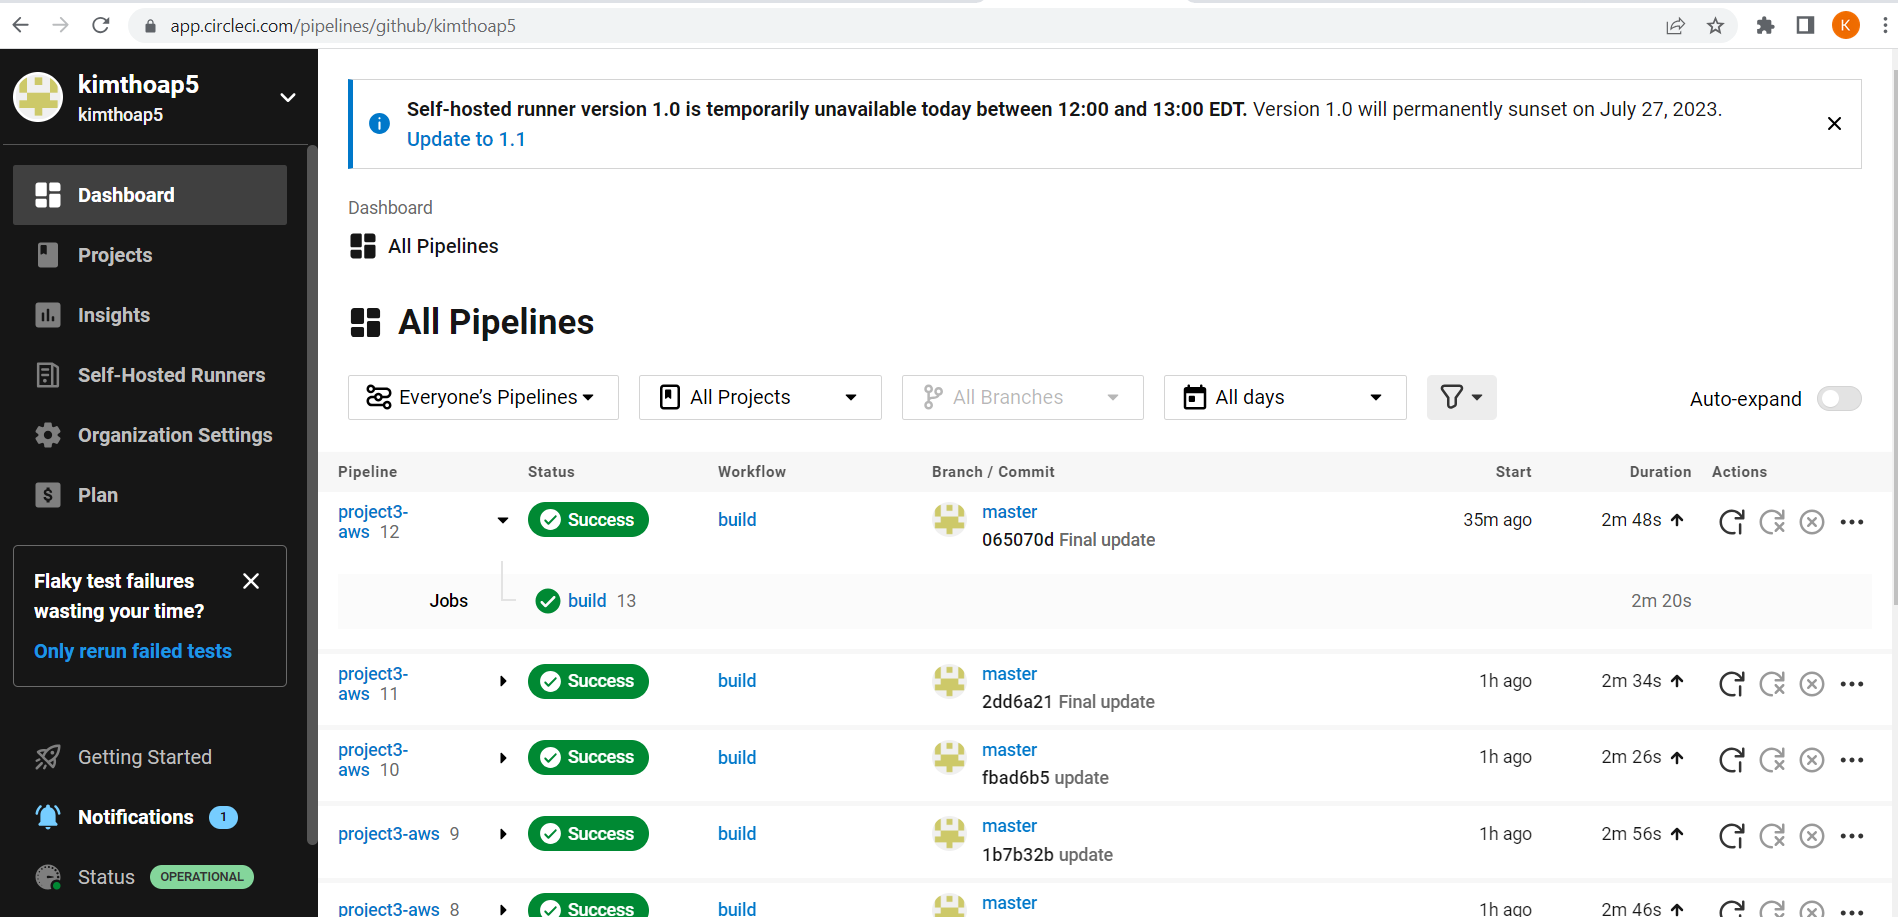 app.circleci.com/pipelines/github/kimthoap5
K
kimthoap5
kimthoap5
Dashboard
Projects
Insights
Self-Hosted Runners
Organization Settings
Plan
Flaky test failures
wasting your time?
Only rerun failed tests
Getting Started
Notifications 1
Status OPERATIONAL
Self-hosted runner version 1.0 is temporarily unavailable today between 12:00 and 13:00 EDT. Version 1.0 will permanently sunset on July 27, 2023.
Update to 1.1
Dashboard
All Pipelines
All Pipelines
Everyone’s Pipelines All Projects All Branches All days Auto-expand
Pipeline Status Workflow Branch / Commit Start Duration Actions
project3-
aws 12 Success build master
065070d Final update 35m ago 2m 48s
Jobs build 13 2m 20s
project3-
aws 11 Success build master
2dd6a21 Final update 1h ago 2m 34s
project3-
aws 10 Success build master
fbad6b5 update 1h ago 2m 26s
project3-aws 9 Success build master
1b7b32b update 1h ago 2m 56s
project3-aws 8 Success build master
1h ago 2m 46s